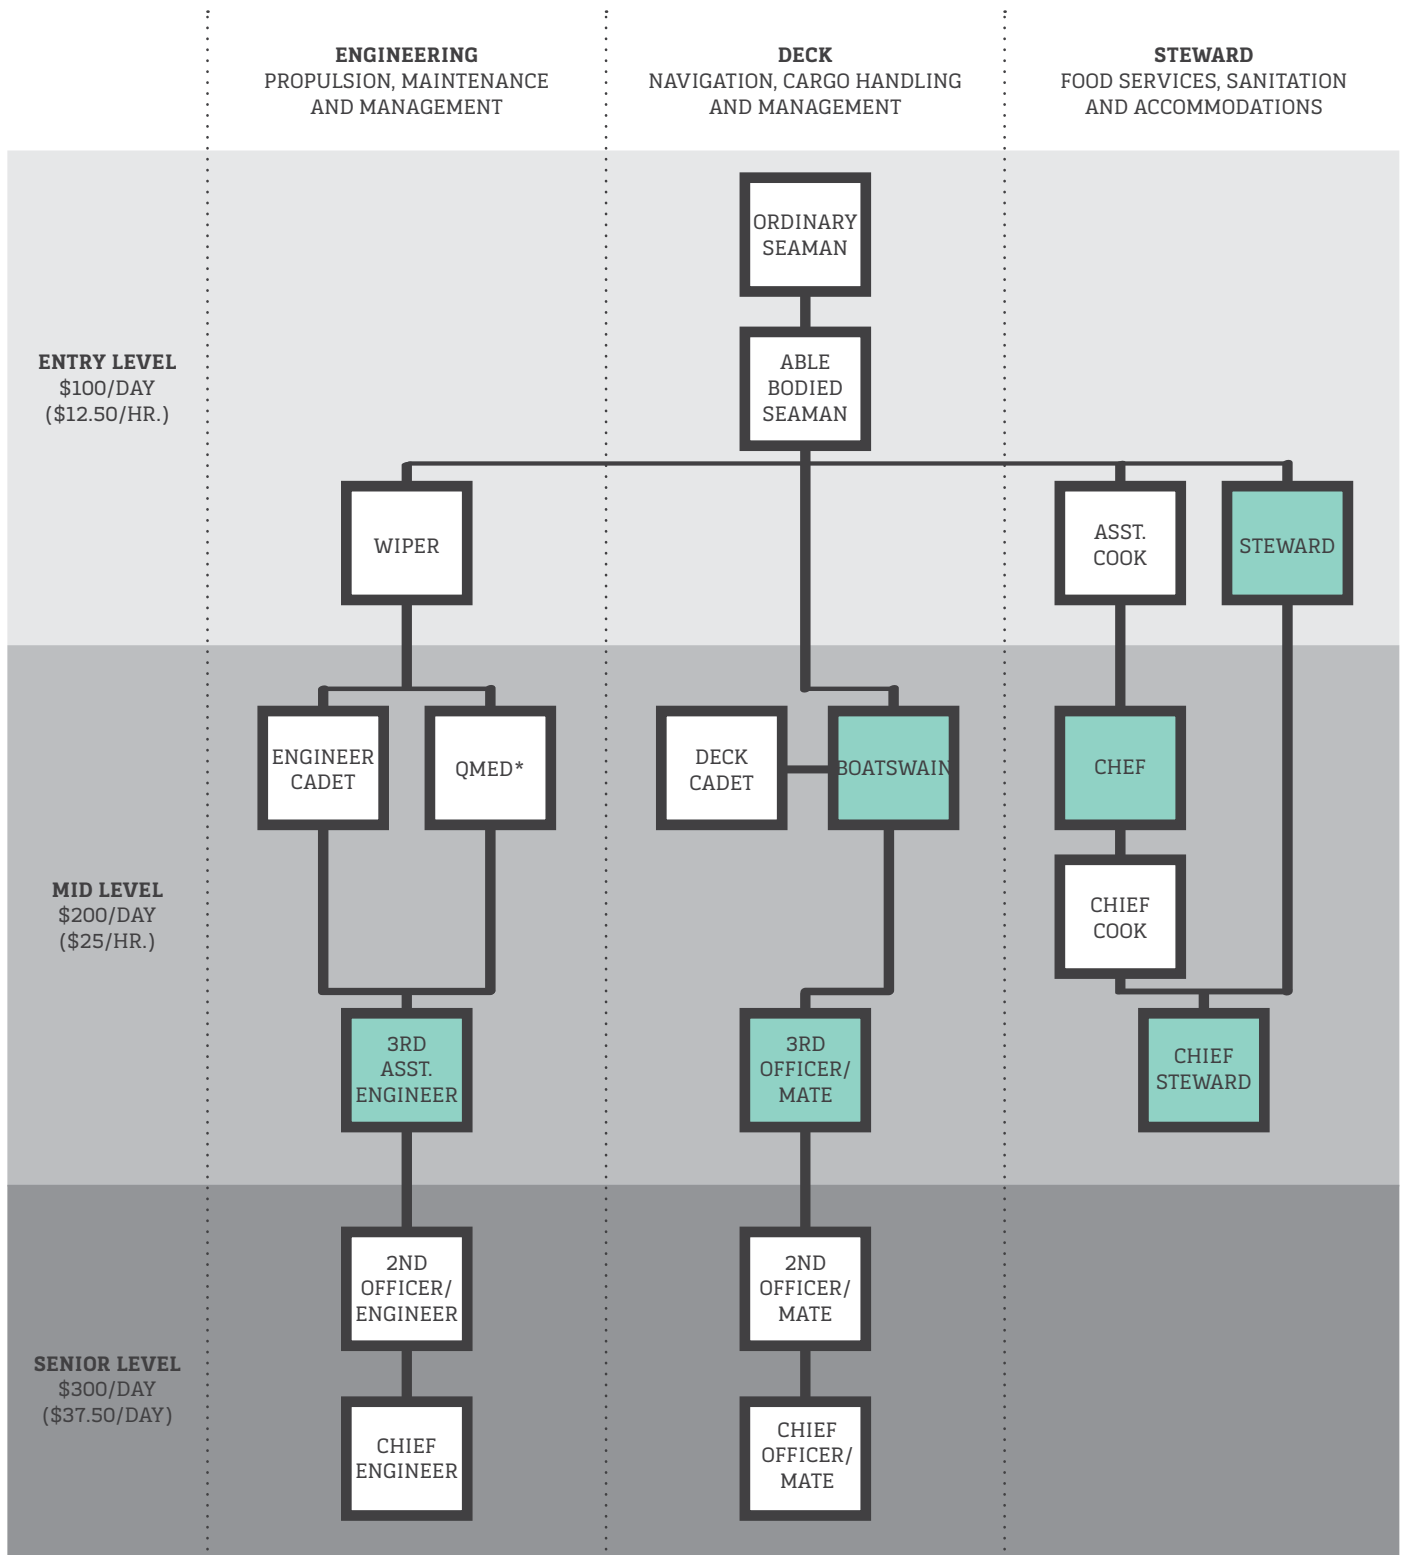 ENGINEERING
PROPULSION, MAINTENANCE
AND MANAGEMENT
DECK
NAVIGATION, CARGO HANDLING
AND MANAGEMENT
STEWARD
FOOD SERVICES, SANITATION
AND ACCOMMODATIONS
ENTRY LEVEL
$100/DAY
($12.50/HR.)
ORDINARY
SEAMAN
ABLE
BODIED
SEAMAN
WIPER
ASST.
COOK
STEWARD
MID LEVEL
$200/DAY
($25/HR.)
ENGINEER
CADET
QMED*
DECK
CADET
BOATSWAIN
CHEF
CHIEF
COOK
3RD
ASST.
ENGINEER
3RD
OFFICER/
MATE
CHIEF
STEWARD
SENIOR LEVEL
$300/DAY
($37.50/DAY)
2ND
OFFICER/
ENGINEER
2ND
OFFICER/
MATE
CHIEF
ENGINEER
CHIEF
OFFICER/
MATE